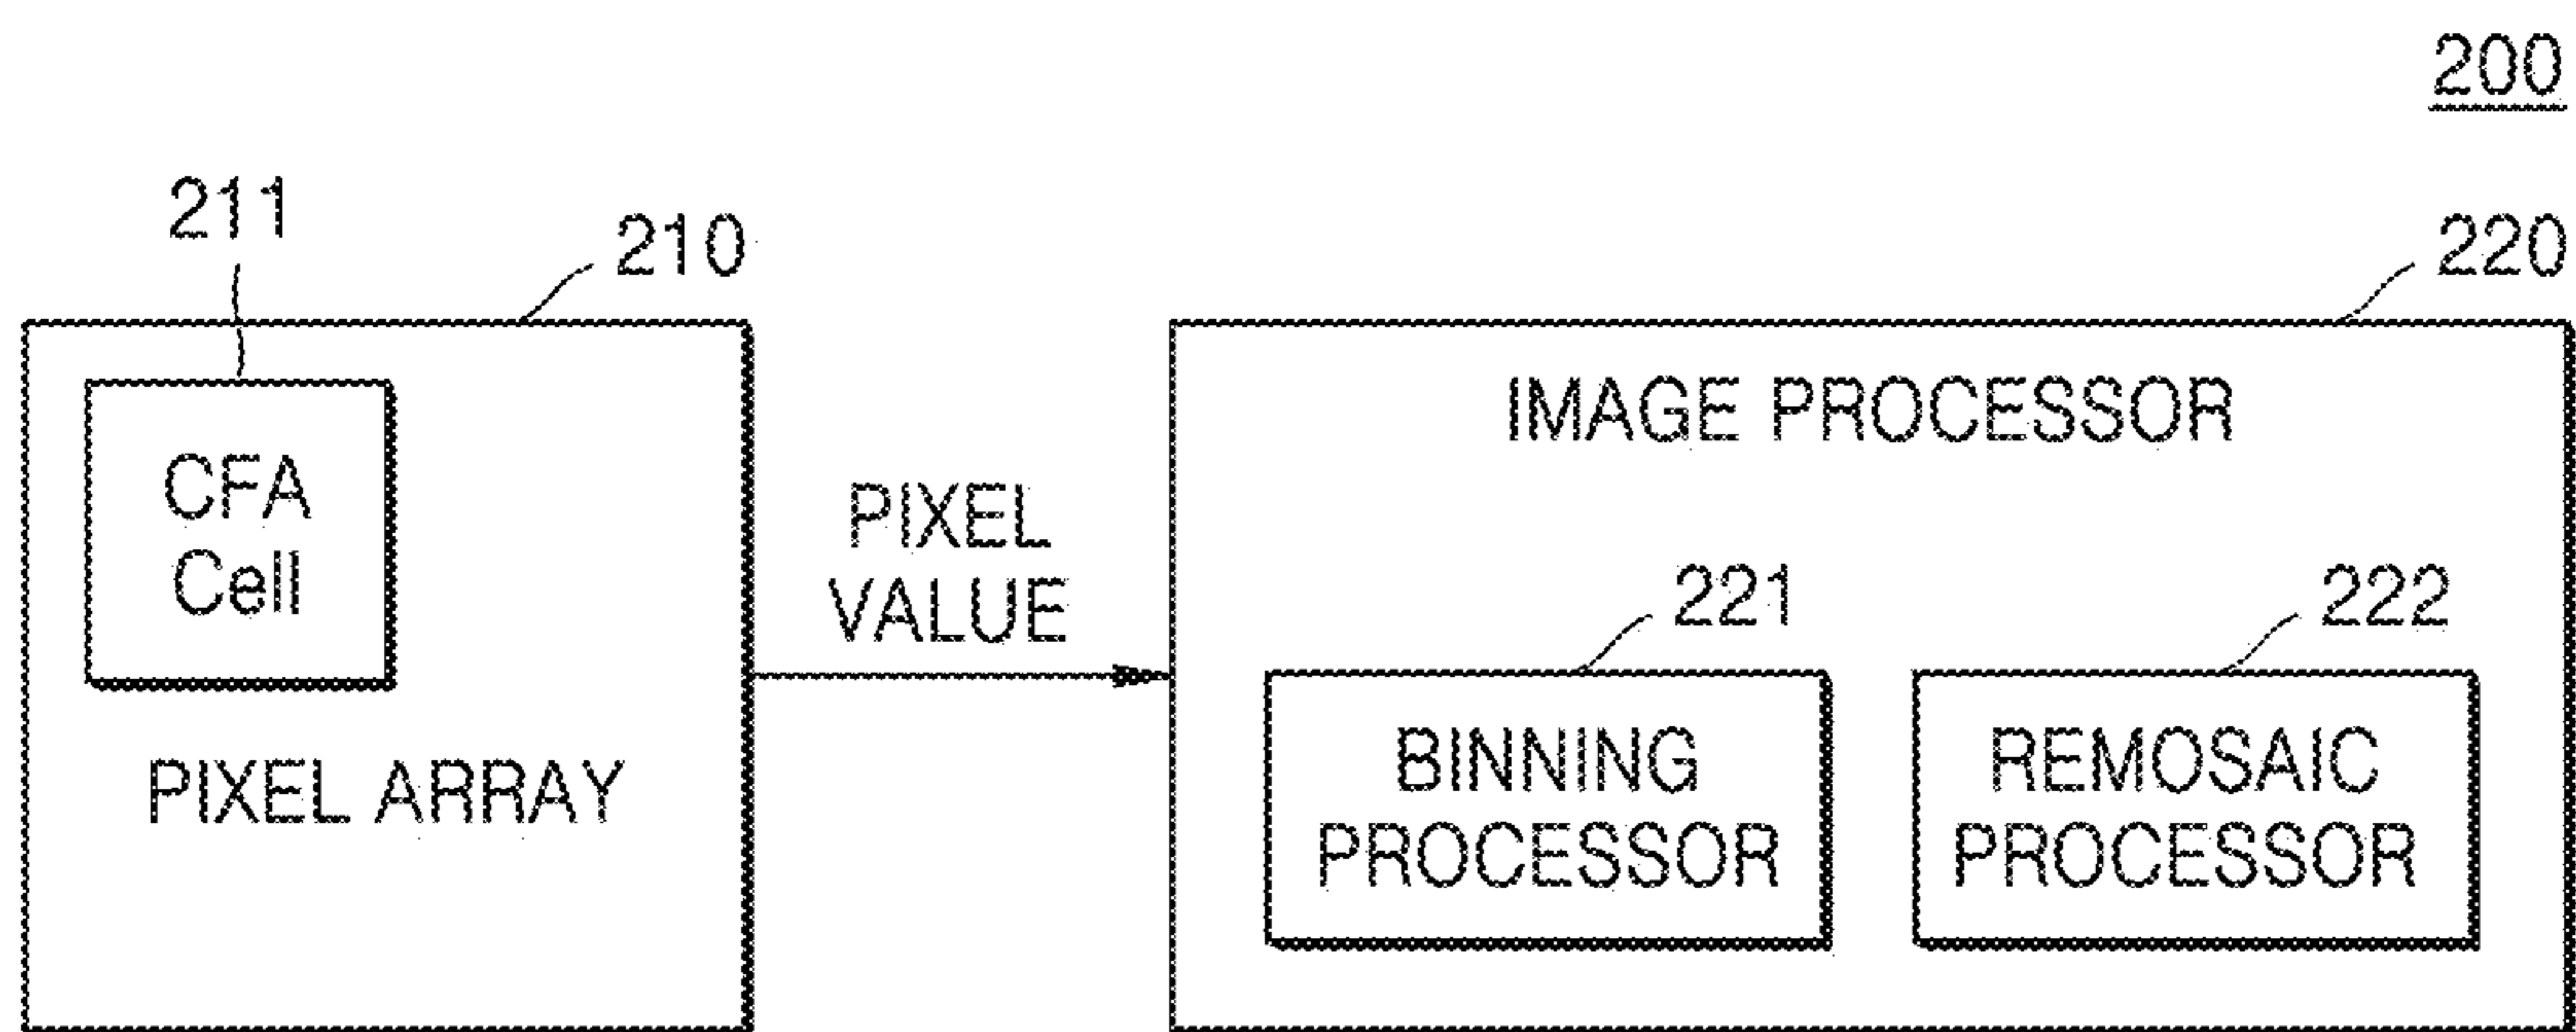 200
211
210
220
CFA
Cell
PIXEL ARRAY
PIXEL
VALUE
IMAGE PROCESSOR
221
222
BINNING
PROCESSOR
REMOSAIC
PROCESSOR